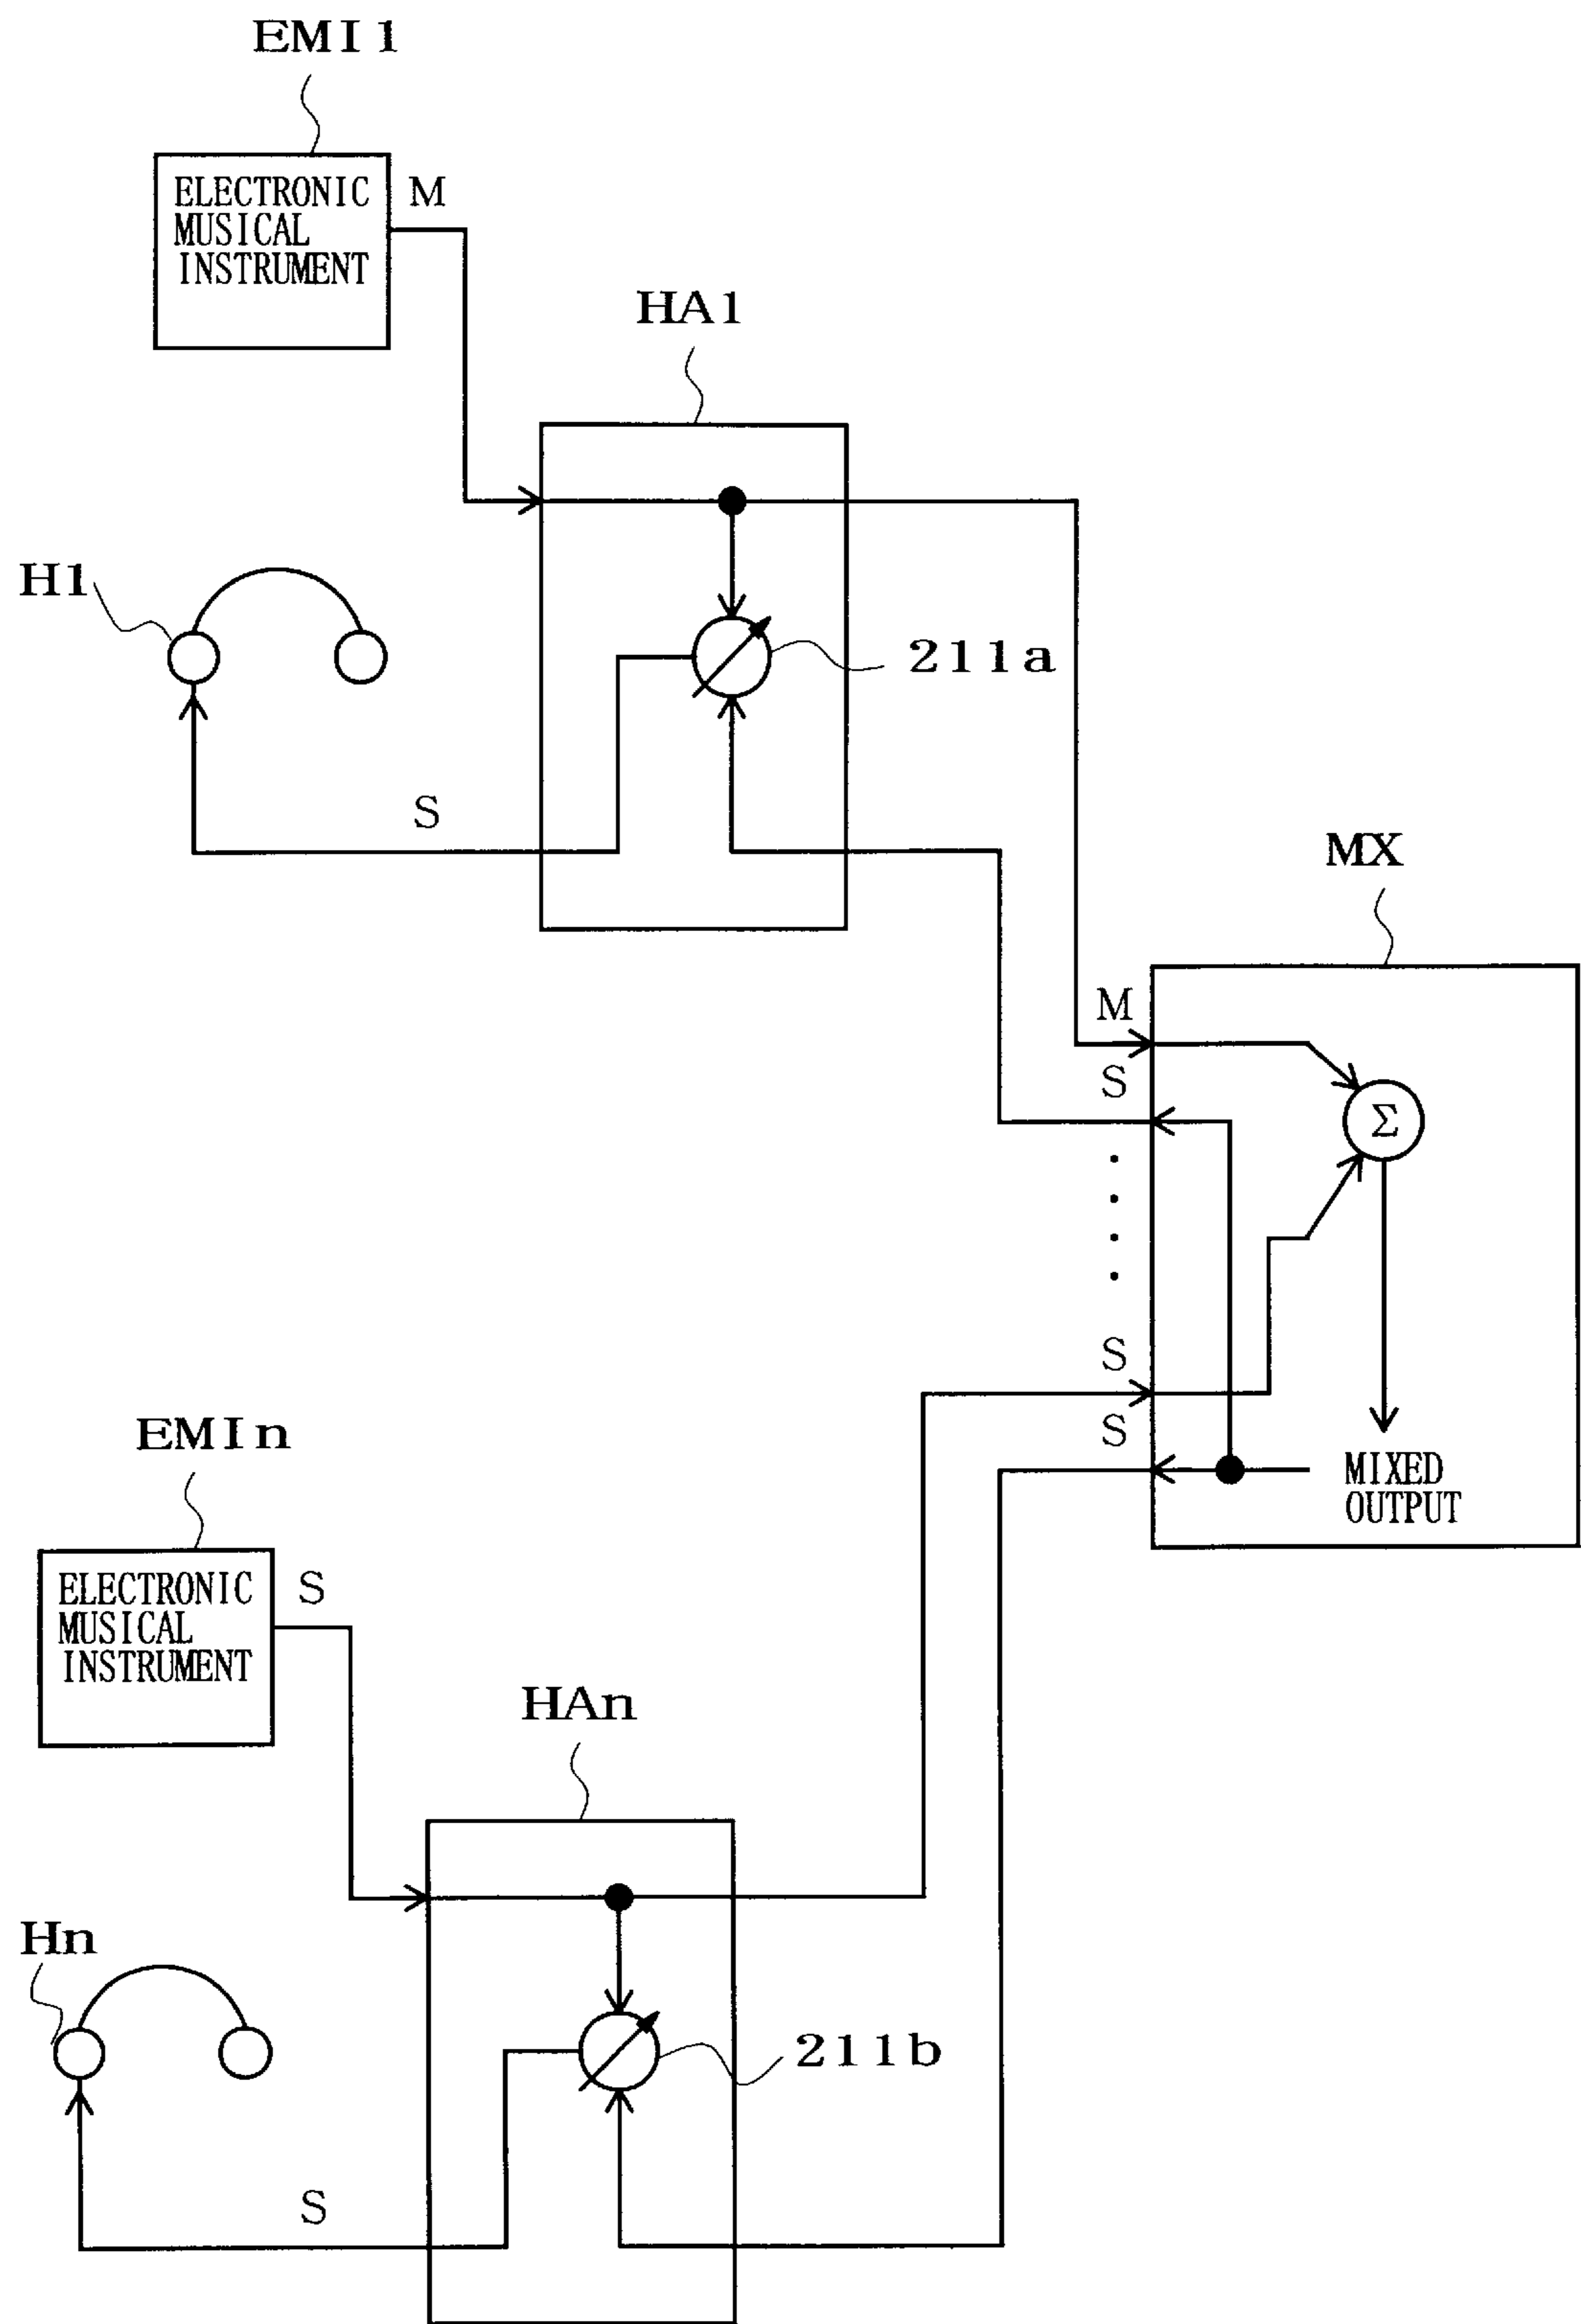 EMI1
ELECTRONIC
MUSICAL
INSTRUMENT
M
HA1
H1
211a
S
MX
M
S
Σ
S
S
MIXED
OUTPUT
EMIn
ELECTRONIC
MUSICAL
INSTRUMENT
S
HAn
Hn
211b
S